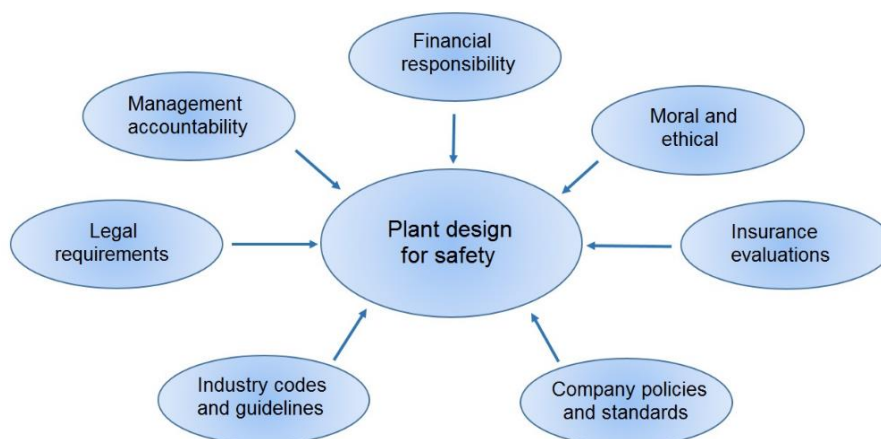 Financial
responsibility
Management
accountability
Moral and
ethical
Legal
requirements
Plant design
for safety
Insurance
evaluations
Industry codes
and guidelines
Company policies
and standards